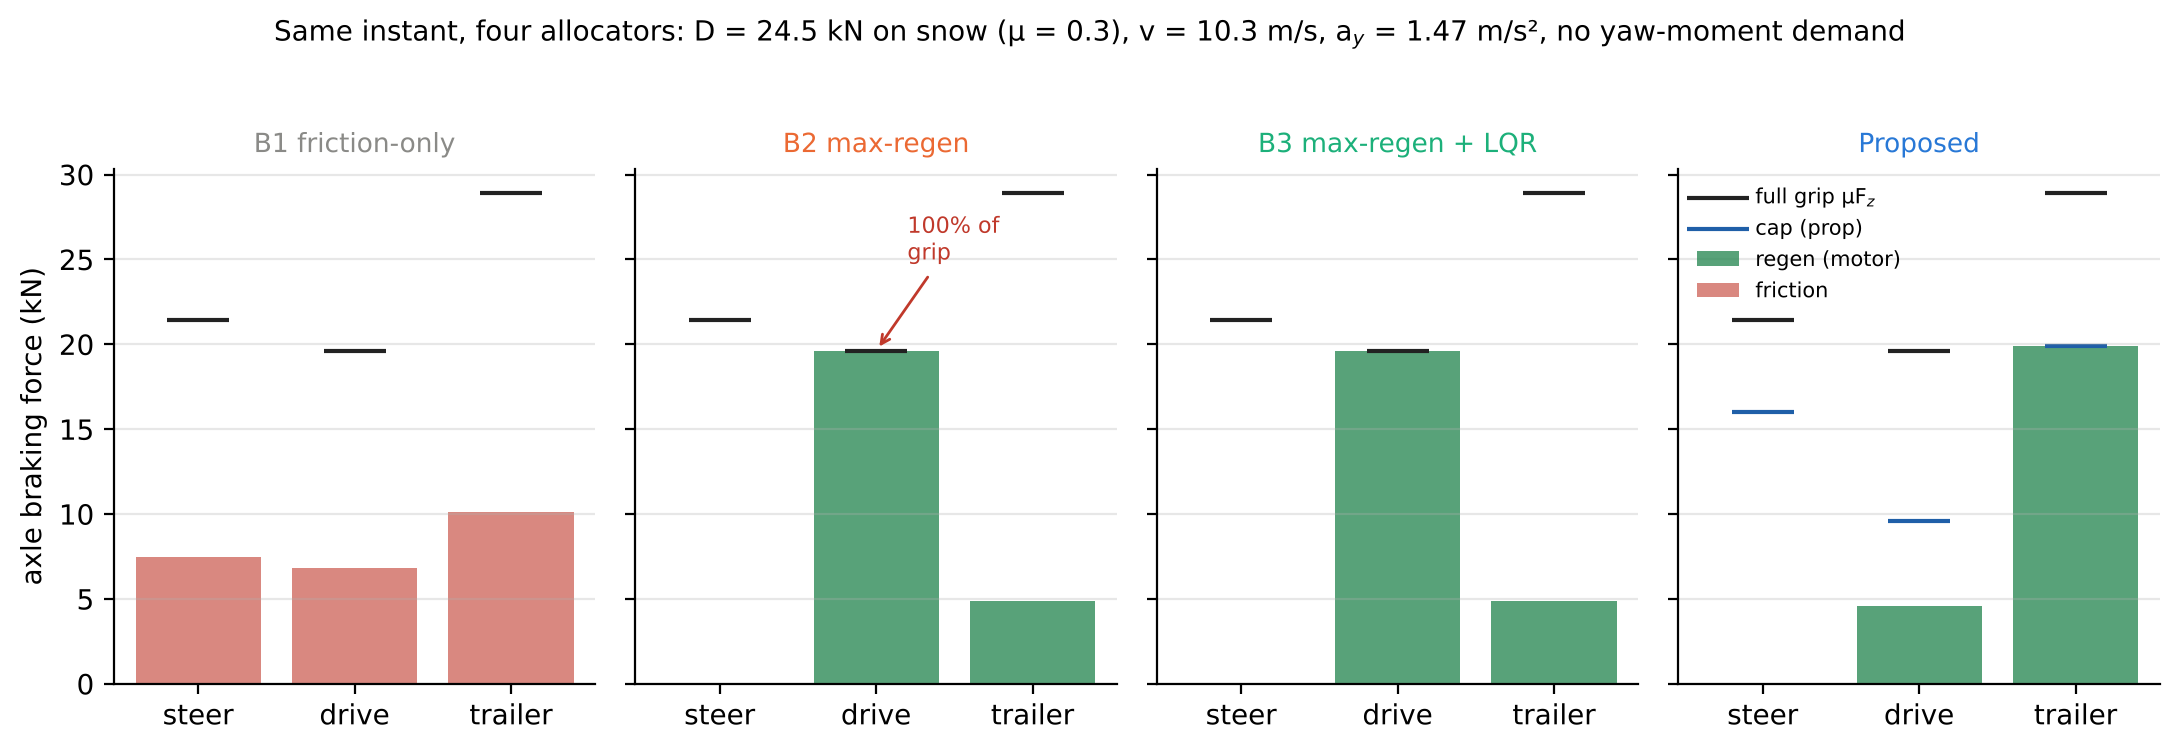 Same instant, four allocators: D = 24.5 kN on snow (μ = 0.3), v = 10.3 m/s, a_y = 1.47 m/s², no yaw-moment demand
B1 friction-only
B2 max-regen
B3 max-regen + LQR
Proposed
axle braking force (kN)
30
25
20
15
10
5
0
100% of
grip
full grip μF_z
cap (prop)
regen (motor)
friction
steer drive trailer
steer drive trailer
steer drive trailer
steer drive trailer